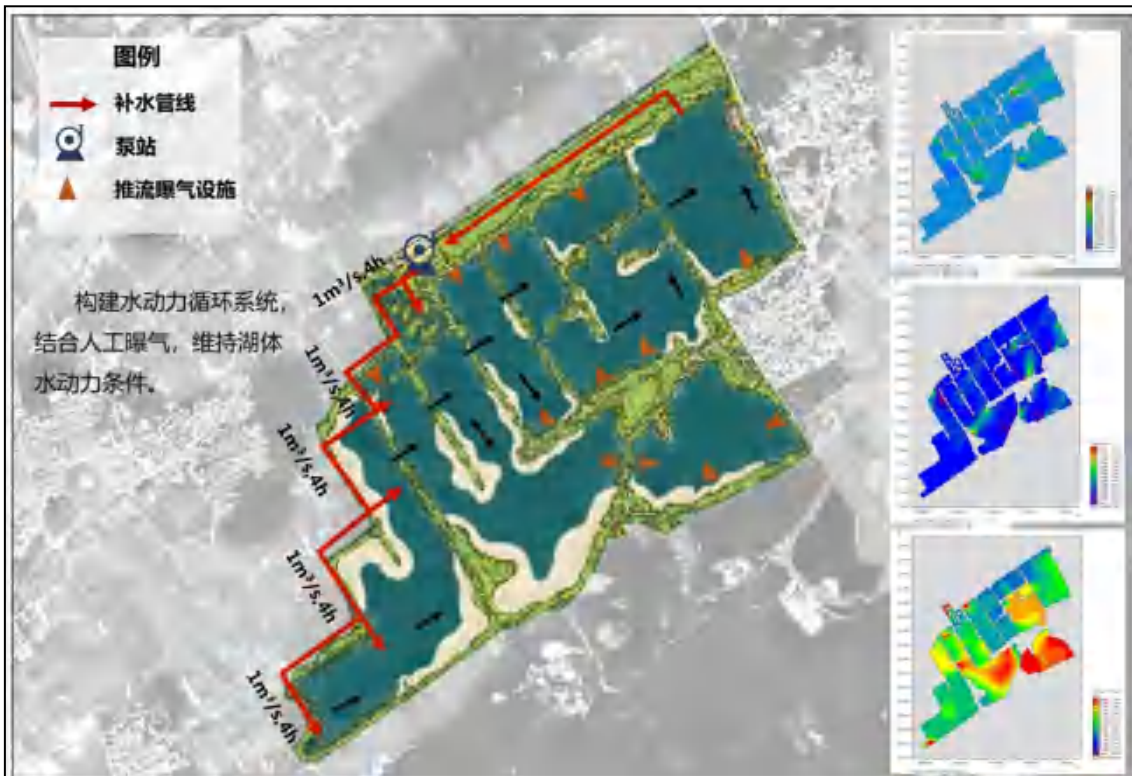 图例
补水管线
泵站
推流曝气设施
构建水动力循环系统，
结合人工曝气，维持湖体
水动力条件。
1m³/s,4h
1m³/s,4h
1m³/s,4h
1m³/s,4h
1m³/s,4h